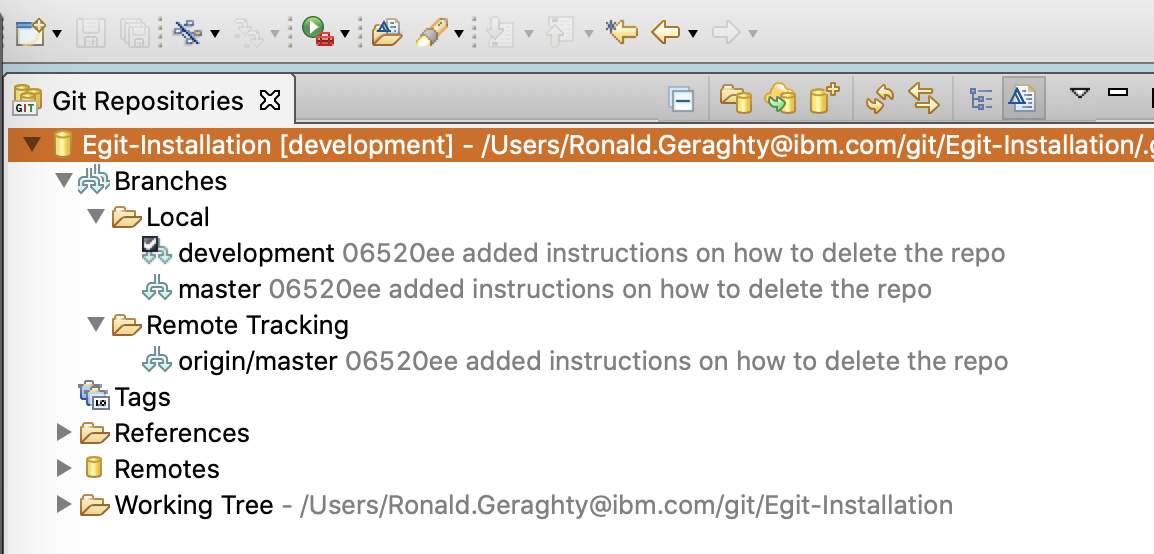 GIT Git Repositories
Egit-Installation [development] - /Users/Ronald.Geraghty@ibm.com/git/Egit-Installation/.g
Branches
Local
development 06520ee added instructions on how to delete the repo
master 06520ee added instructions on how to delete the repo
Remote Tracking
origin/master 06520ee added instructions on how to delete the repo
Tags
References
Remotes
Working Tree - /Users/Ronald.Geraghty@ibm.com/git/Egit-Installation